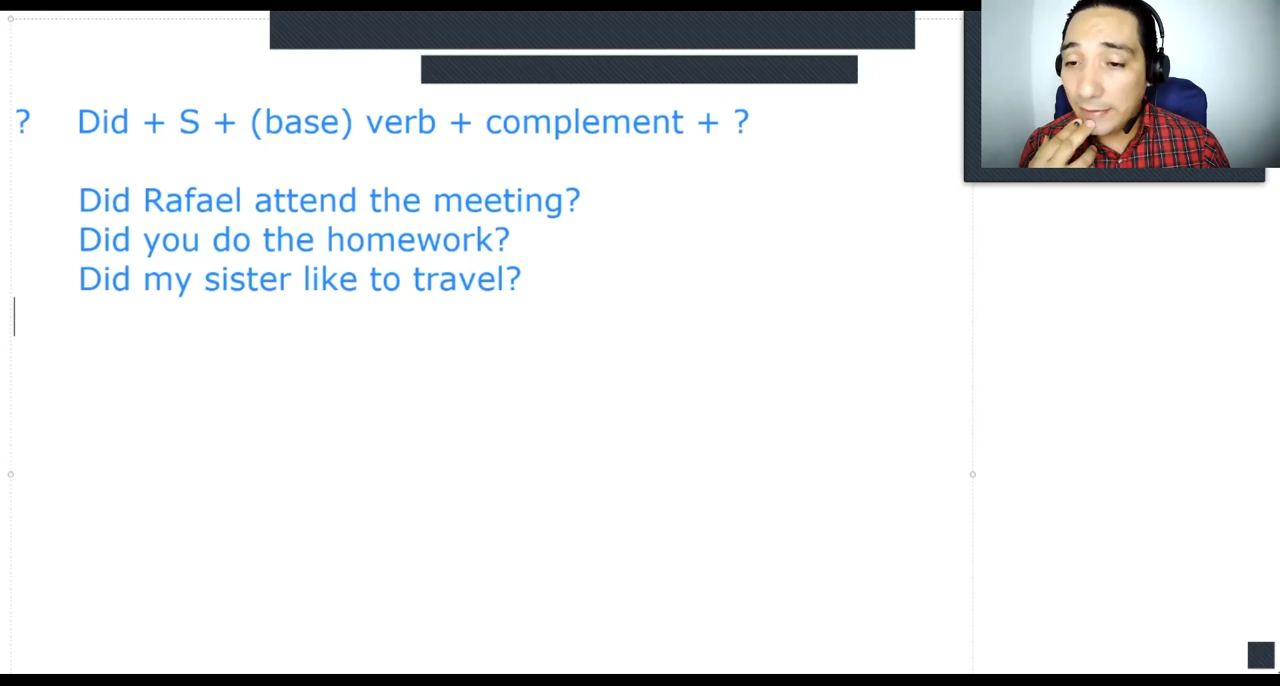 ? Did + S + (base) verb + complement + ?
Did Rafael attend the meeting?
Did you do the homework?
Did my sister like to travel?